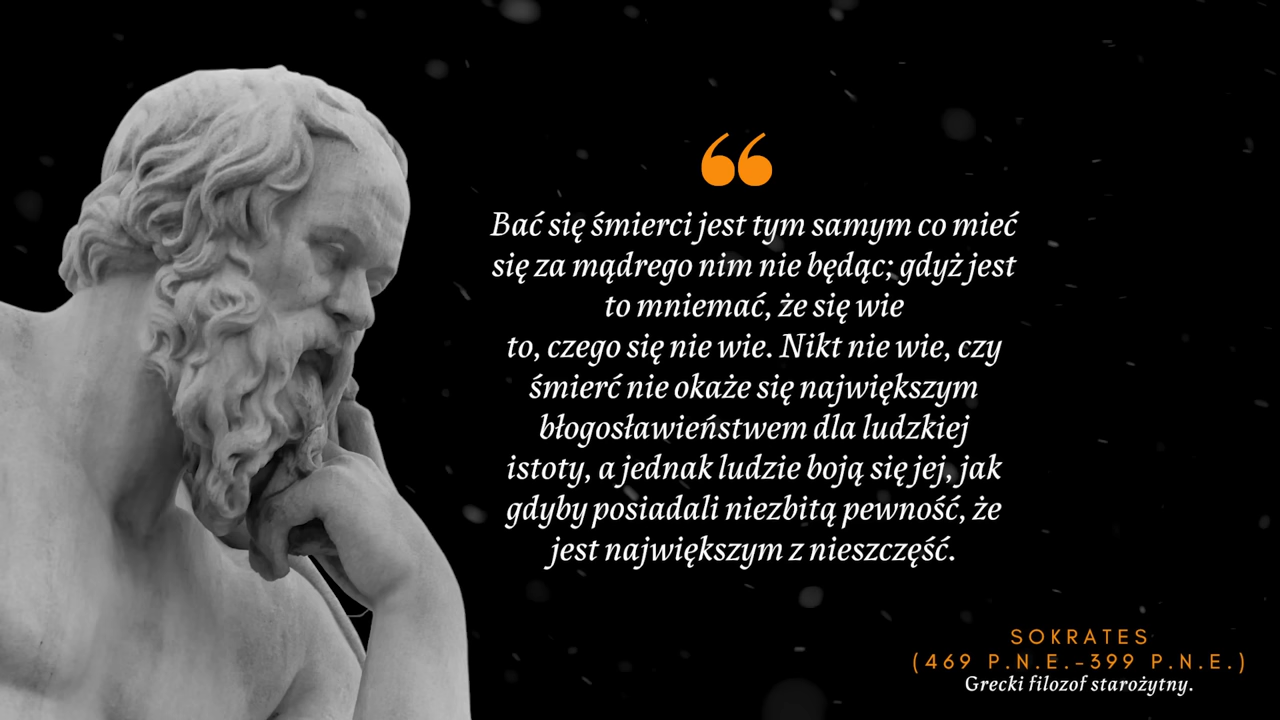 “
Bać się śmierci jest tym samym co mieć
się za mądrego nim nie będąc; gdyż jest
to mniemać, że się wie
to, czego się nie wie. Nikt nie wie, czy
śmierć nie okaże się największym
błogosławieństwem dla ludzkiej
istoty, a jednak ludzie boją się jej, jak
gdyby posiadali niezbitą pewność, że
jest największym z nieszczęść.
SOKRATES
(469 P.N.E.-399 P.N.E.)
Grecki filozof starożytny.